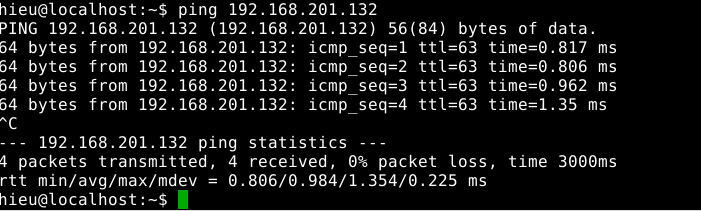 hieu@localhost:~$ ping 192.168.201.132
PING 192.168.201.132 (192.168.201.132) 56(84) bytes of data.
64 bytes from 192.168.201.132: icmp_seq=1 ttl=63 time=0.817 ms
64 bytes from 192.168.201.132: icmp_seq=2 ttl=63 time=0.806 ms
64 bytes from 192.168.201.132: icmp_seq=3 ttl=63 time=0.962 ms
64 bytes from 192.168.201.132: icmp_seq=4 ttl=63 time=1.35 ms
^C
--- 192.168.201.132 ping statistics ---
4 packets transmitted, 4 received, 0% packet loss, time 3000ms
rtt min/avg/max/mdev = 0.806/0.984/1.354/0.225 ms
hieu@localhost:~$